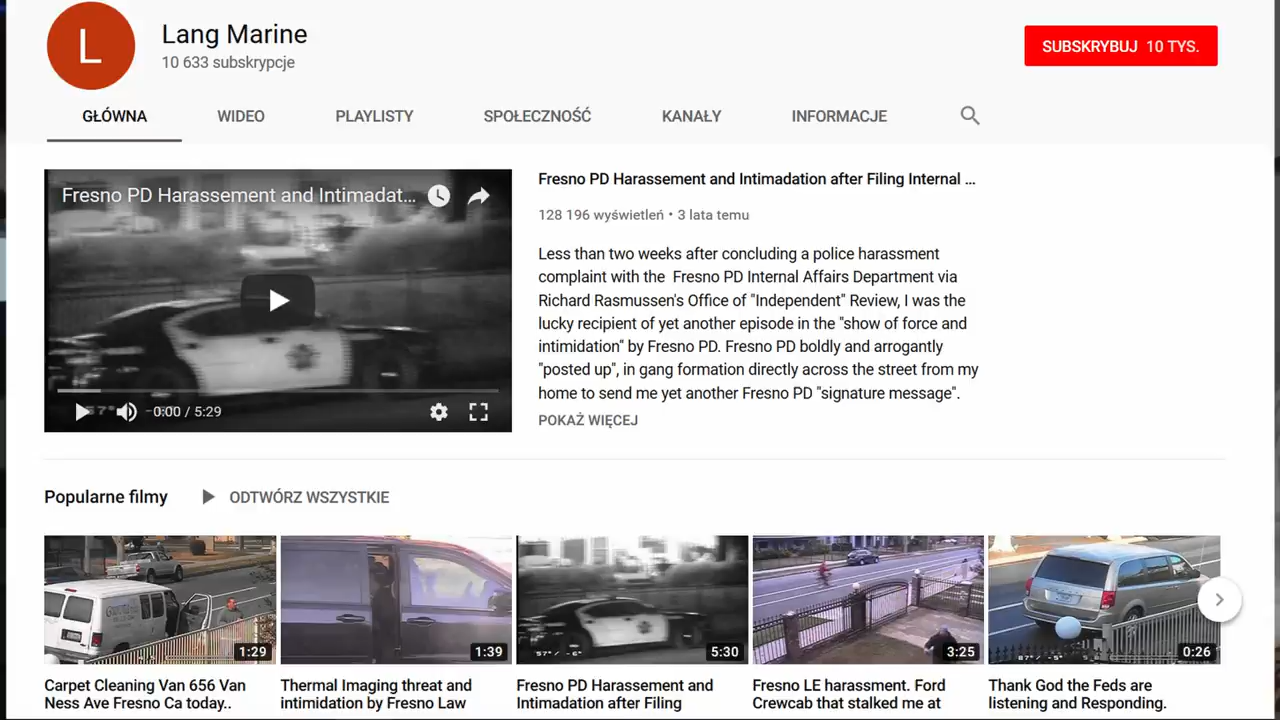 L
Lang Marine
10 633 subskrypcje
SUBSKRYBUJ 10 TYS.
GŁÓWNA
WIDEO
PLAYLISTY
SPOŁECZNOŚĆ
KANAŁY
INFORMACJE
Fresno PD Harassement and Intimadat...
0:00 / 5:29
Fresno PD Harassement and Intimadation after Filing Internal ...
128 196 wyświetleń • 3 lata temu
Less than two weeks after concluding a police harassment
complaint with the Fresno PD Internal Affairs Department via
Richard Rasmussen's Office of "Independent" Review, I was the
lucky recipient of yet another episode in the "show of force and
intimidation" by Fresno PD. Fresno PD boldly and arrogantly
"posted up", in gang formation directly across the street from my
home to send me yet another Fresno PD "signature message".
POKAŻ WIĘCEJ
Popularne filmy
ODTWÓRZ WSZYSTKIE
1:29
1:39
5:30
3:25
0:26
Carpet Cleaning Van 656 Van
Ness Ave Fresno Ca today..
Thermal Imaging threat and
intimidation by Fresno Law
Fresno PD Harassement and
Intimadation after Filing
Fresno LE harassment. Ford
Crewcab that stalked me at
Thank God the Feds are
listening and Responding.